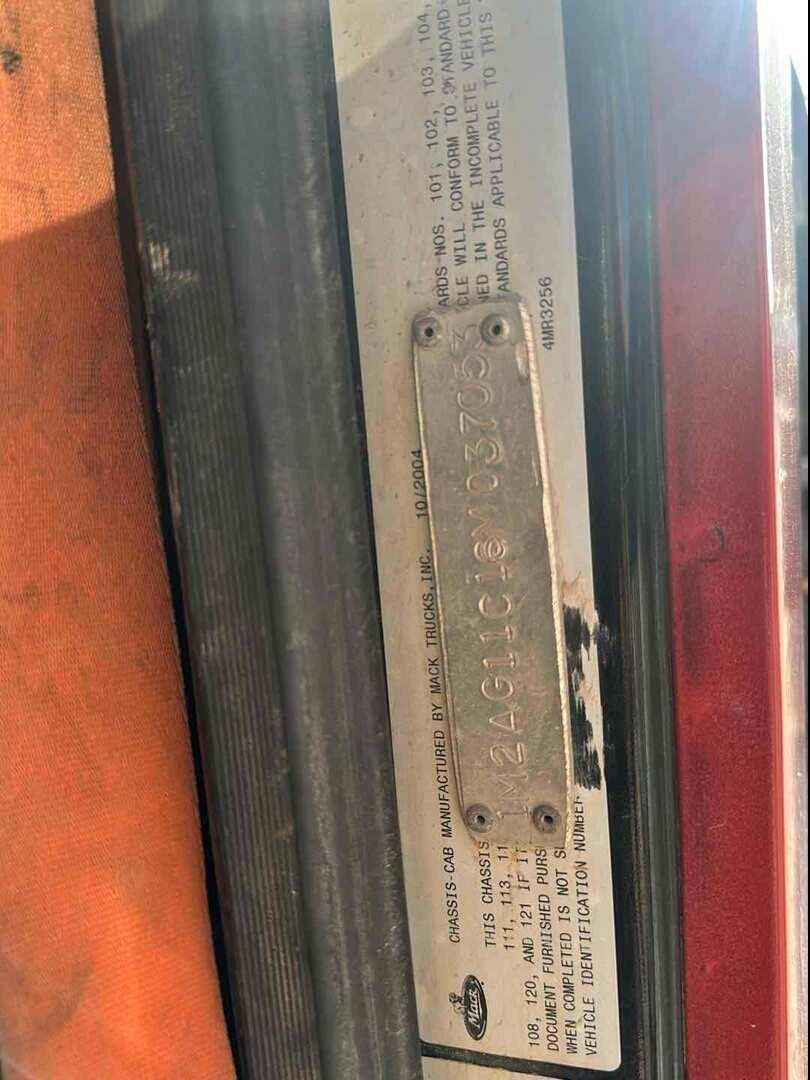 CHASSIS-CAB MANUFACTURED BY MACK TRUCKS,INC. 10/2004
THIS CHASSIS ARDS NOS. 101, 102, 103, 104,
111, 113, CLE WILL CONFORM TO STANDARD
108, 120, AND 121 IF IT NED IN THE INCOMPLETE VEHICLE
DOCUMENT FURNISHED PURS TANDARDS APPLICABLE TO THIS
WHEN COMPLETED IS NOT
VEHICLE IDENTIFICATION NUMBER 4MR3256
1M2AG11C16M037053
Mack